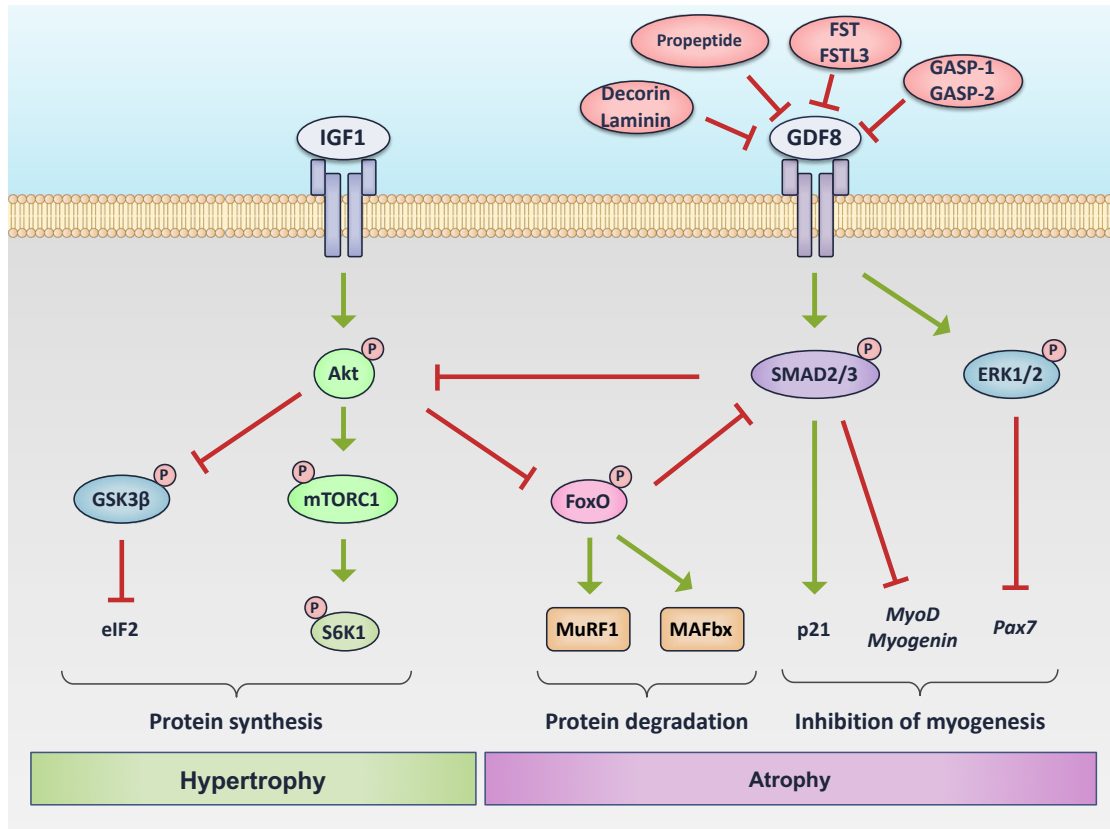 Propeptide
FST
FSTL3
GASP-1
GASP-2
Decorin
Laminin
IGF1
GDF8
P
Akt
P
SMAD2/3
P
ERK1/2
P
GSK3β
P
mTORC1
P
FoxO
eIF2
P
S6K1
MuRF1
MAFbx
p21
MyoD
Myogenin
Pax7
Protein synthesis
Protein degradation
Inhibition of myogenesis
Hypertrophy
Atrophy